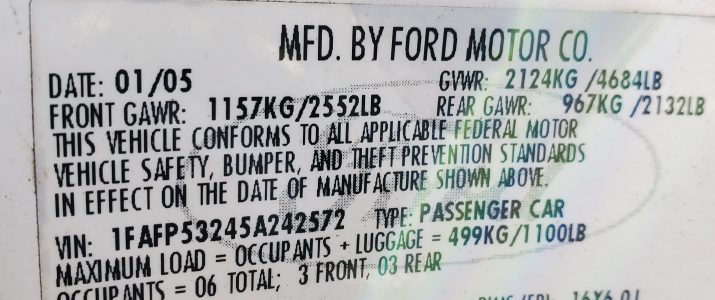 MFD. BY FORD MOTOR CO.
DATE: 01/05 GVWR: 2124KG /4684LB
FRONT GAWR: 1157KG/2552LB REAR GAWR: 967KG /2132LB
THIS VEHICLE CONFORMS TO ALL APPLICABLE FEDERAL MOTOR
VEHICLE SAFETY, BUMPER, AND THEFT PREVENTION STANDARDS
IN EFFECT ON THE DATE OF MANUFACTURE SHOWN ABOVE.
VIN: 1FAFP53245A242572 TYPE: PASSENGER CAR
MAXIMUM LOAD = OCCUPANTS + LUGGAGE = 499KG/1100LB
OCCUPANTS = 06 TOTAL; 3 FRONT, 03 REAR